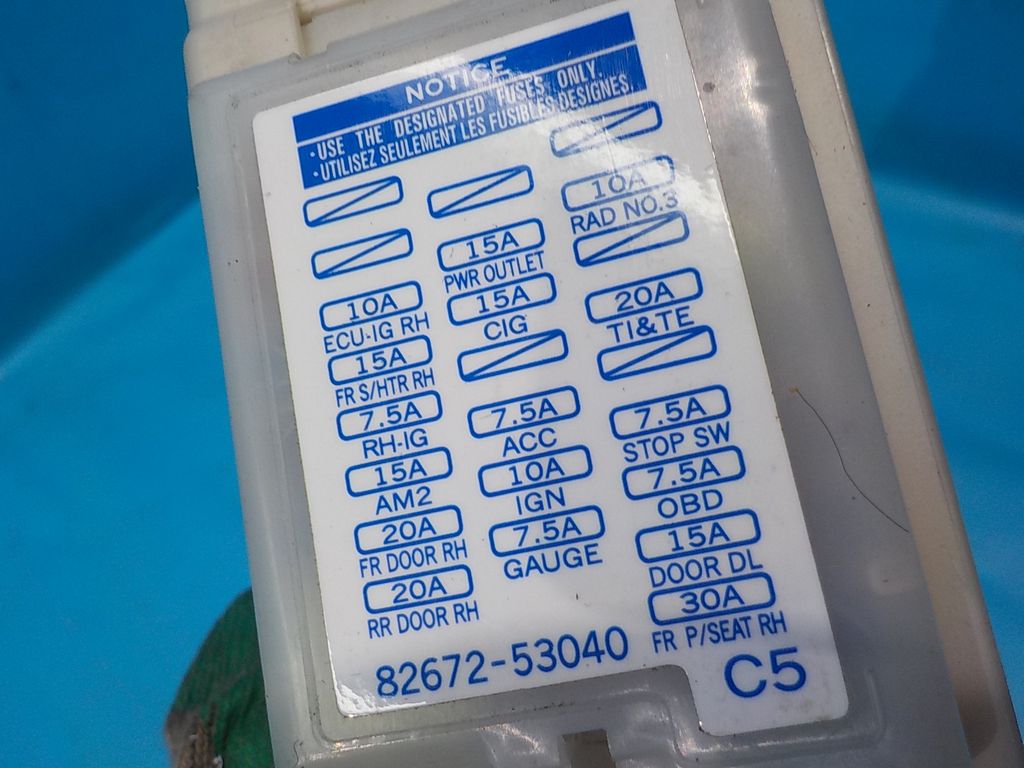 NOTICE
·USE THE DESIGNATED FUSES ONLY.
·UTILISEZ SEULEMENT LES FUSIBLES DESIGNES.
10A
ECU-IG RH
15A
FR S/HTR RH
7.5A
RH-IG
15A
AM2
20A
FR DOOR RH
20A
RR DOOR RH
15A
PWR OUTLET
15A
CIG
7.5A
ACC
10A
IGN
7.5A
GAUGE
10A
RAD NO.3
20A
TI&TE
7.5A
STOP SW
7.5A
OBD
15A
DOOR DL
30A
FR P/SEAT RH
82672-53040
C5